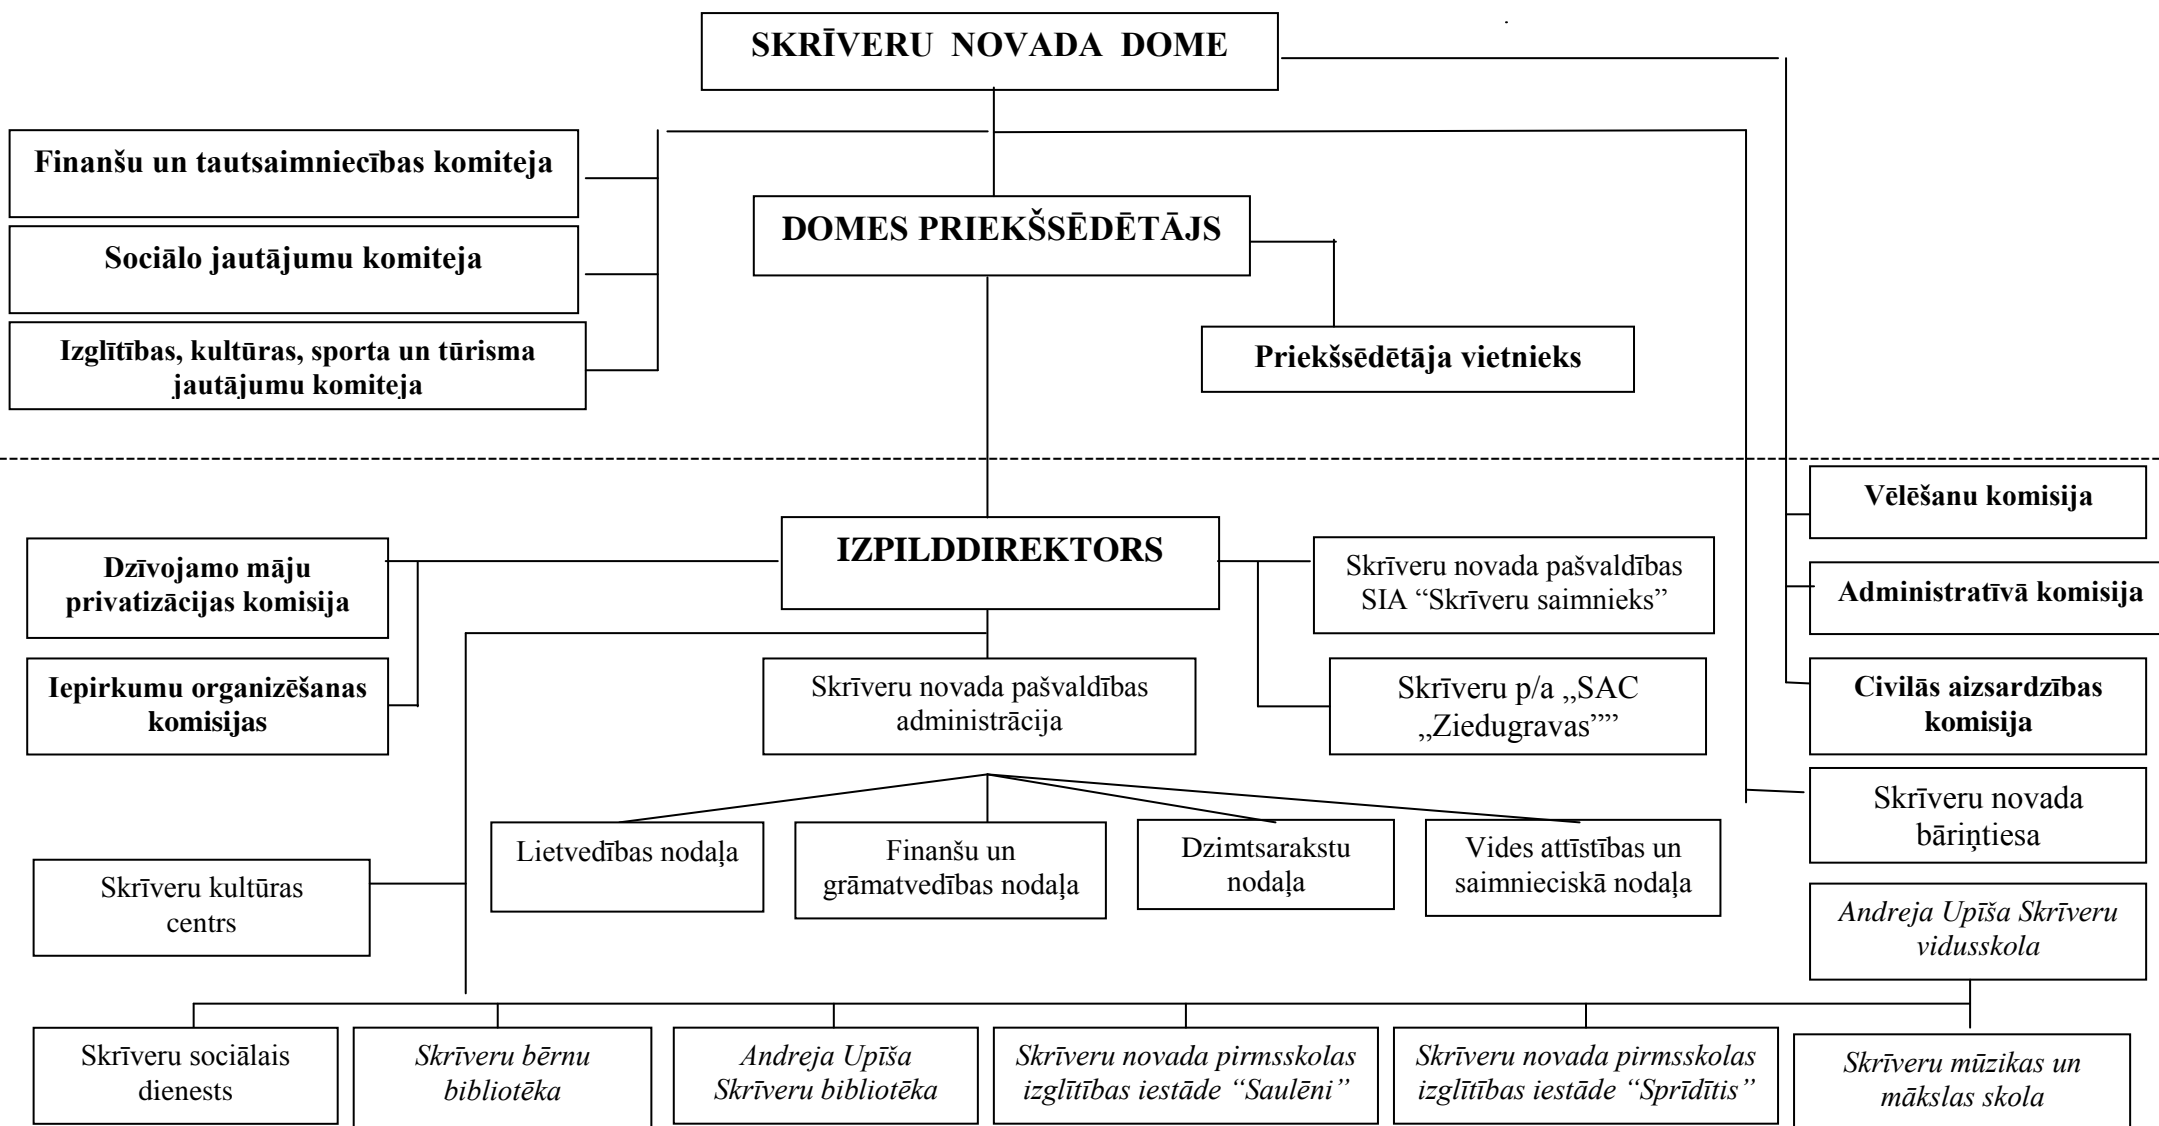 SKRĪVERU NOVADA DOME
Finanšu un tautsaimniecības komiteja
Sociālo jautājumu komiteja
Izglītības, kultūras, sporta un tūrisma
jautājumu komiteja
DOMES PRIEKŠSĒDĒTĀJS
Priekšsēdētāja vietnieks
Vēlēšanu komisija
Administratīvā komisija
Civilās aizsardzības
komisija
Skrīveru novada
bāriņtiesa
IZPILDDIREKTORS
Dzīvojamo māju
privatizācijas komisija
Iepirkumu organizēšanas
komisijas
Skrīveru novada pašvaldības
SIA “Skrīveru saimnieks”
Skrīveru p/a „SAC
„Ziedugravas””
Skrīveru novada pašvaldības
administrācija
Lietvedības nodaļa
Finanšu un
grāmatvedības nodaļa
Dzimtsarakstu
nodaļa
Vides attīstības un
saimnieciskā nodaļa
Skrīveru kultūras
centrs
Andreja Upīša Skrīveru
vidusskola
Skrīveru sociālais
dienests
Skrīveru bērnu
bibliotēka
Andreja Upīša
Skrīveru bibliotēka
Skrīveru novada pirmsskolas
izglītības iestāde “Saulēni”
Skrīveru novada pirmsskolas
izglītības iestāde “Sprīdītis”
Skrīveru mūzikas un
mākslas skola